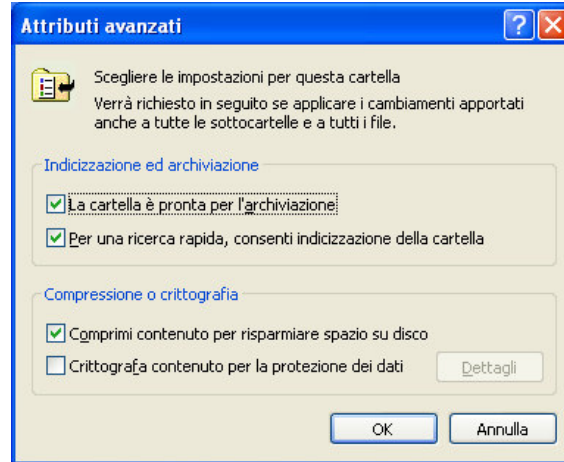 Attributi avanzati
Scegliere le impostazioni per questa cartella
Verrà richiesto in seguito se applicare i cambiamenti apportati
anche a tutte le sottocartelle e a tutti i file.
Indicizzazione ed archiviazione
La cartella è pronta per l'archiviazione
Per una ricerca rapida, consenti indicizzazione della cartella
Compressione o crittografia
Comprimi contenuto per risparmiare spazio su disco
Crittografa contenuto per la protezione dei dati
Dettagli
OK
Annulla